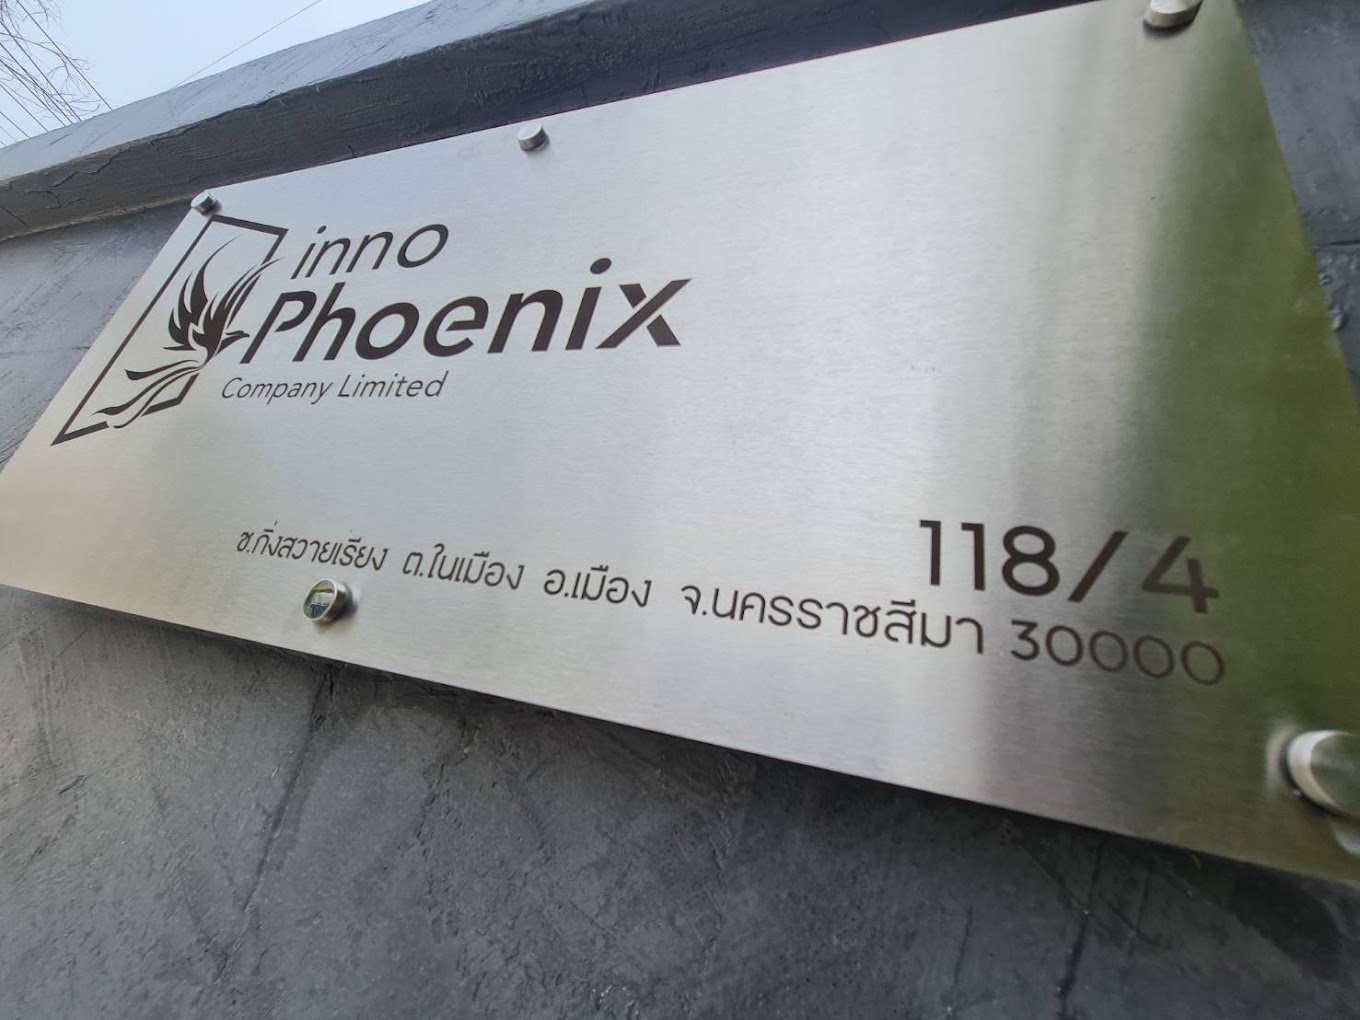 inno
Phoenix
Company Limited
118/4
ซ.กิ่งสวายเรียง ต.ในเมือง อ.เมือง จ.นครราชสีมา 30000